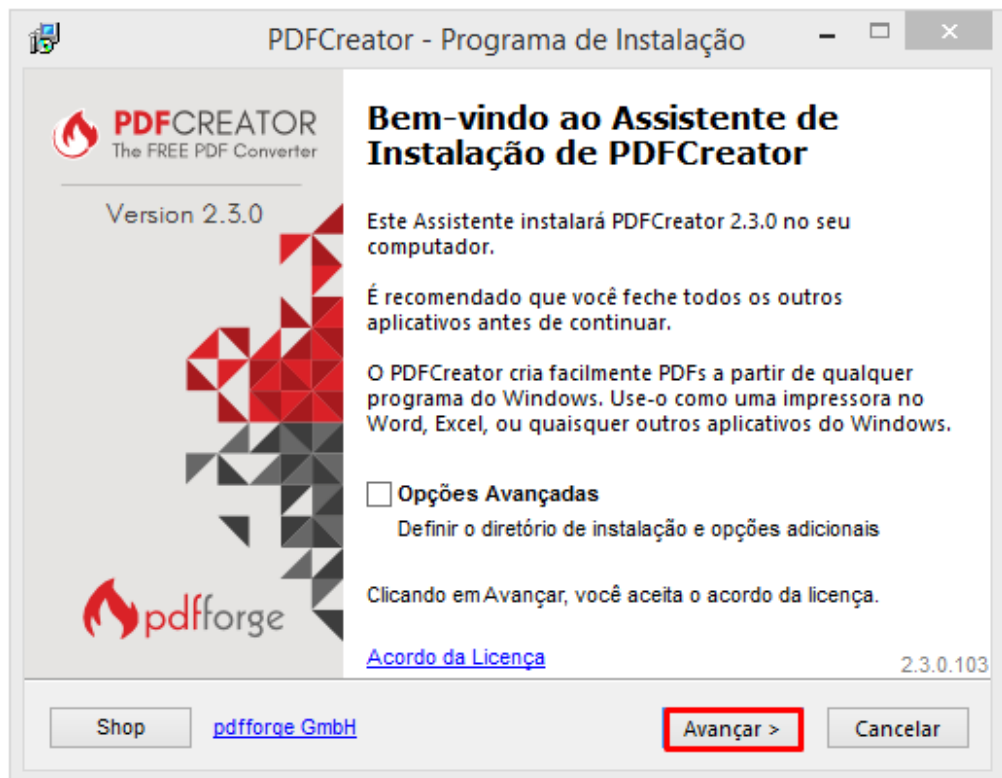 PDFCreator - Programa de Instalação
PDFCREATOR
The FREE PDF Converter
Version 2.3.0
pdfforge
Bem-vindo ao Assistente de
Instalação de PDFCreator
Este Assistente instalará PDFCreator 2.3.0 no seu
computador.
É recomendado que você feche todos os outros
aplicativos antes de continuar.
O PDFCreator cria facilmente PDFs a partir de qualquer
programa do Windows. Use-o como uma impressora no
Word, Excel, ou quaisquer outros aplicativos do Windows.
Opções Avançadas
Definir o diretório de instalação e opções adicionais
Clicando em Avançar, você aceita o acordo da licença.
Acordo da Licença
2.3.0.103
Shop
pdfforge GmbH
Avançar >
Cancelar